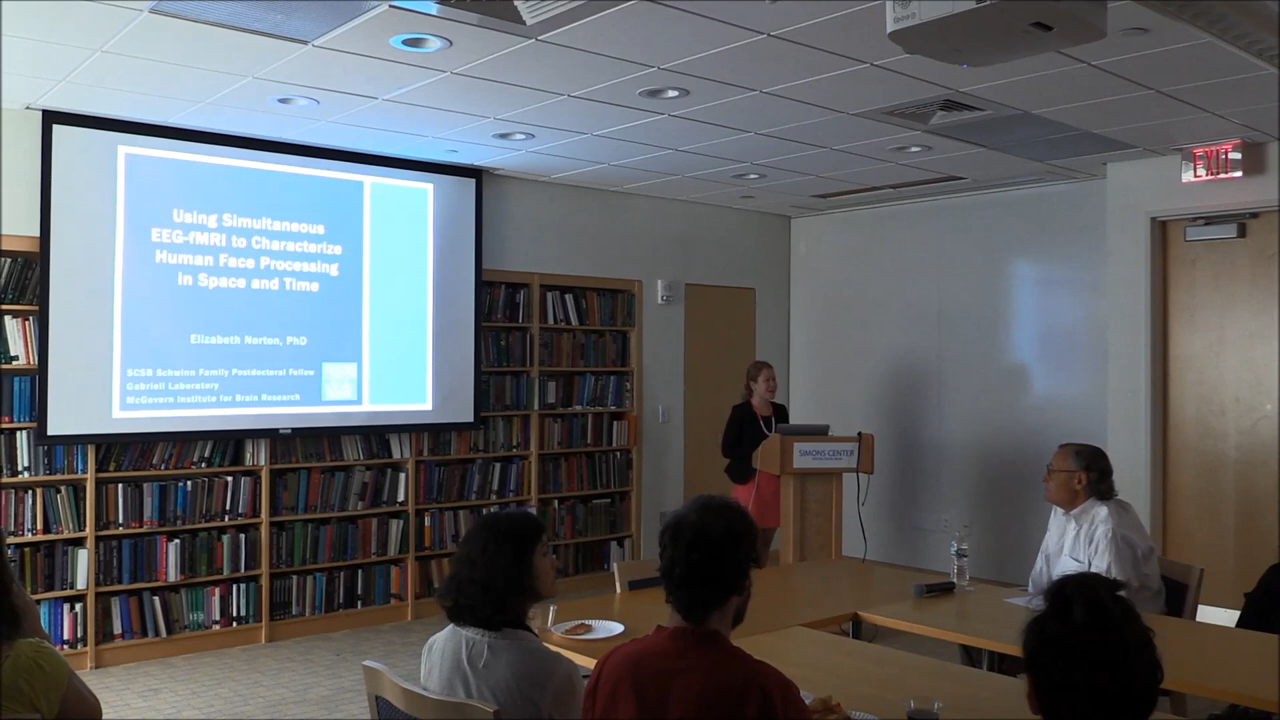 Using Simultaneous
EEG-fMRI to Characterize
Human Face Processing
in Space and Time
Elizabeth Norton, PhD
SCSB Schwinn Family Postdoctoral Fellow
Gabrieli Laboratory
McGovern Institute for Brain Research
EXIT
SIMONS CENTER